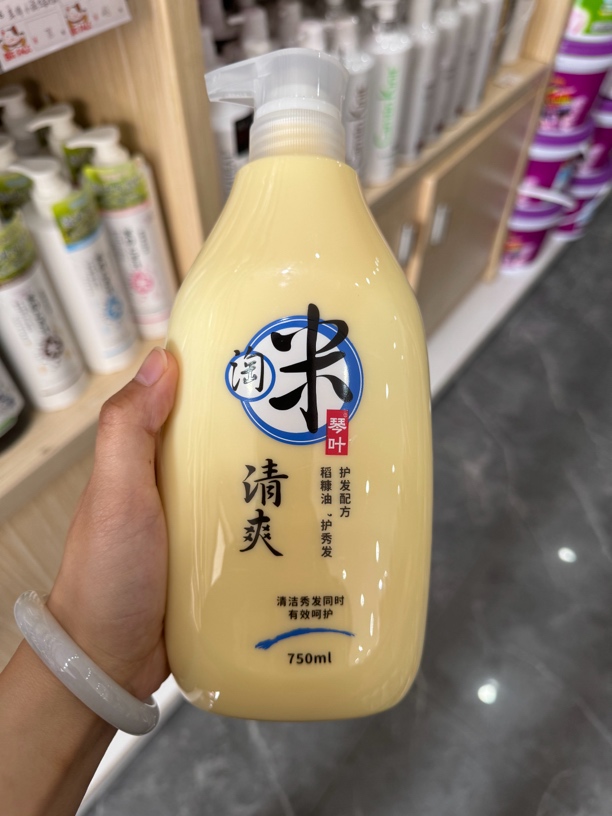 淘米
琴叶
清爽
护发配方
稻糠油、护秀发
清洁秀发同时
有效呵护
750ml